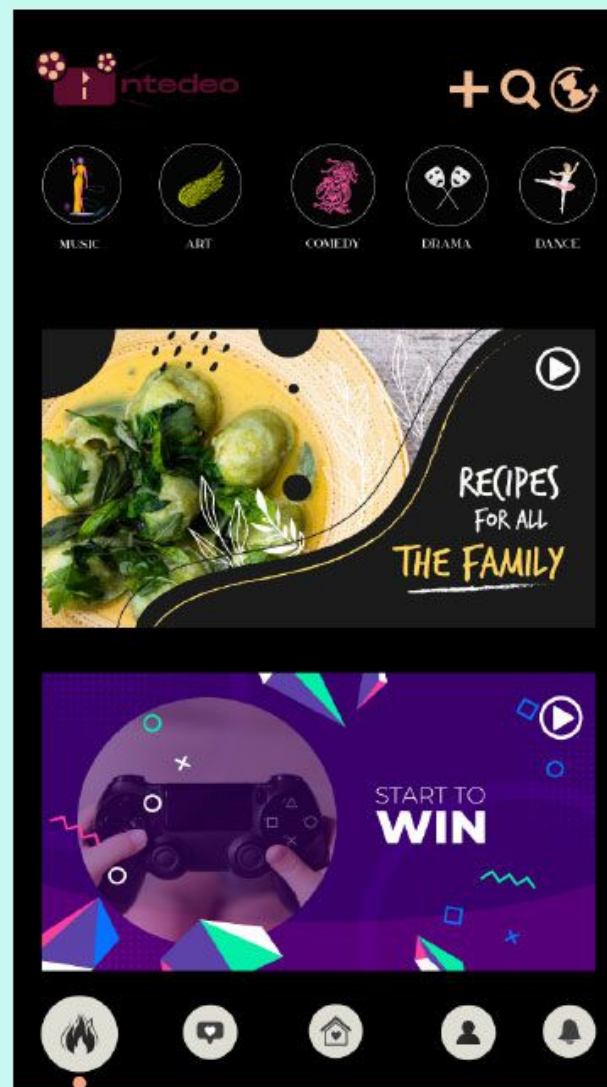 ntedeo
MUSIC
ART
COMEDY
DRAMA
DANCE
RECIPES
FOR ALL
THE FAMILY
START TO
WIN